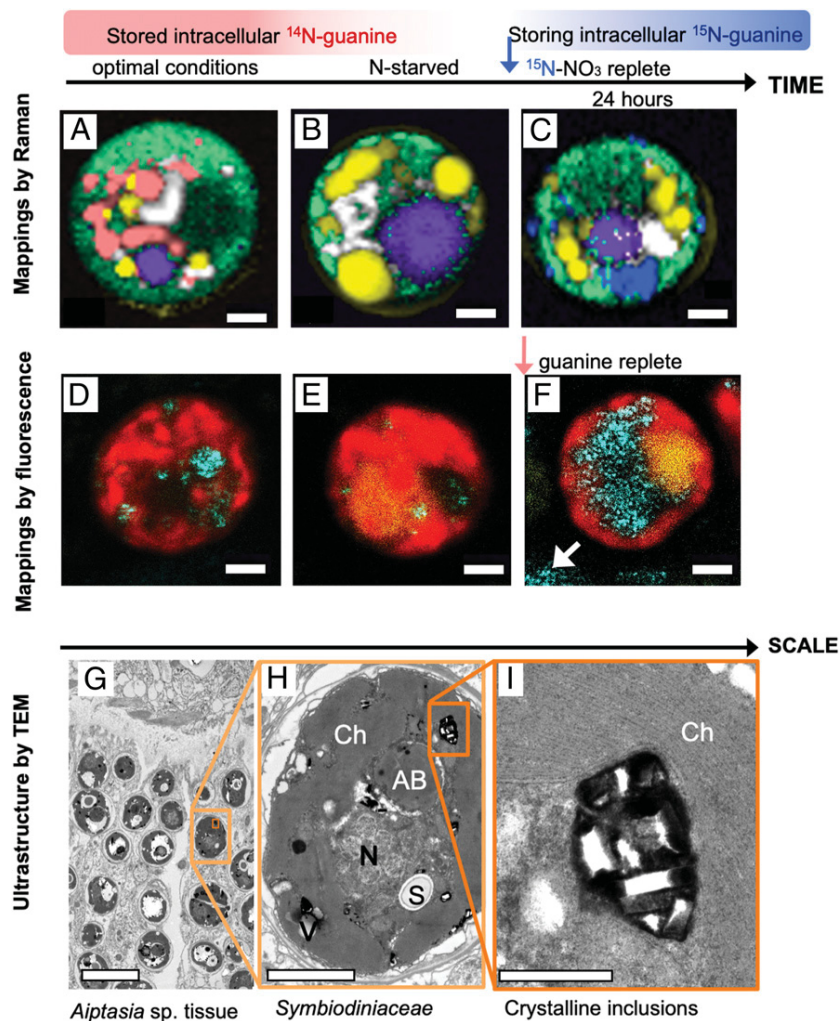 Stored intracellular ¹⁴N-guanine
Storing intracellular ¹⁵N-guanine
optimal conditions
N-starved
¹⁵N-NO₃ replete
TIME
24 hours
Mappings by Raman
A
B
C
guanine replete
Mappings by fluorescence
D
E
F
SCALE
Ultrastructure by TEM
G
H
I
Ch
Ch
AB
N
S
V
Aiptasia sp. tissue
Symbiodiniaceae
Crystalline inclusions